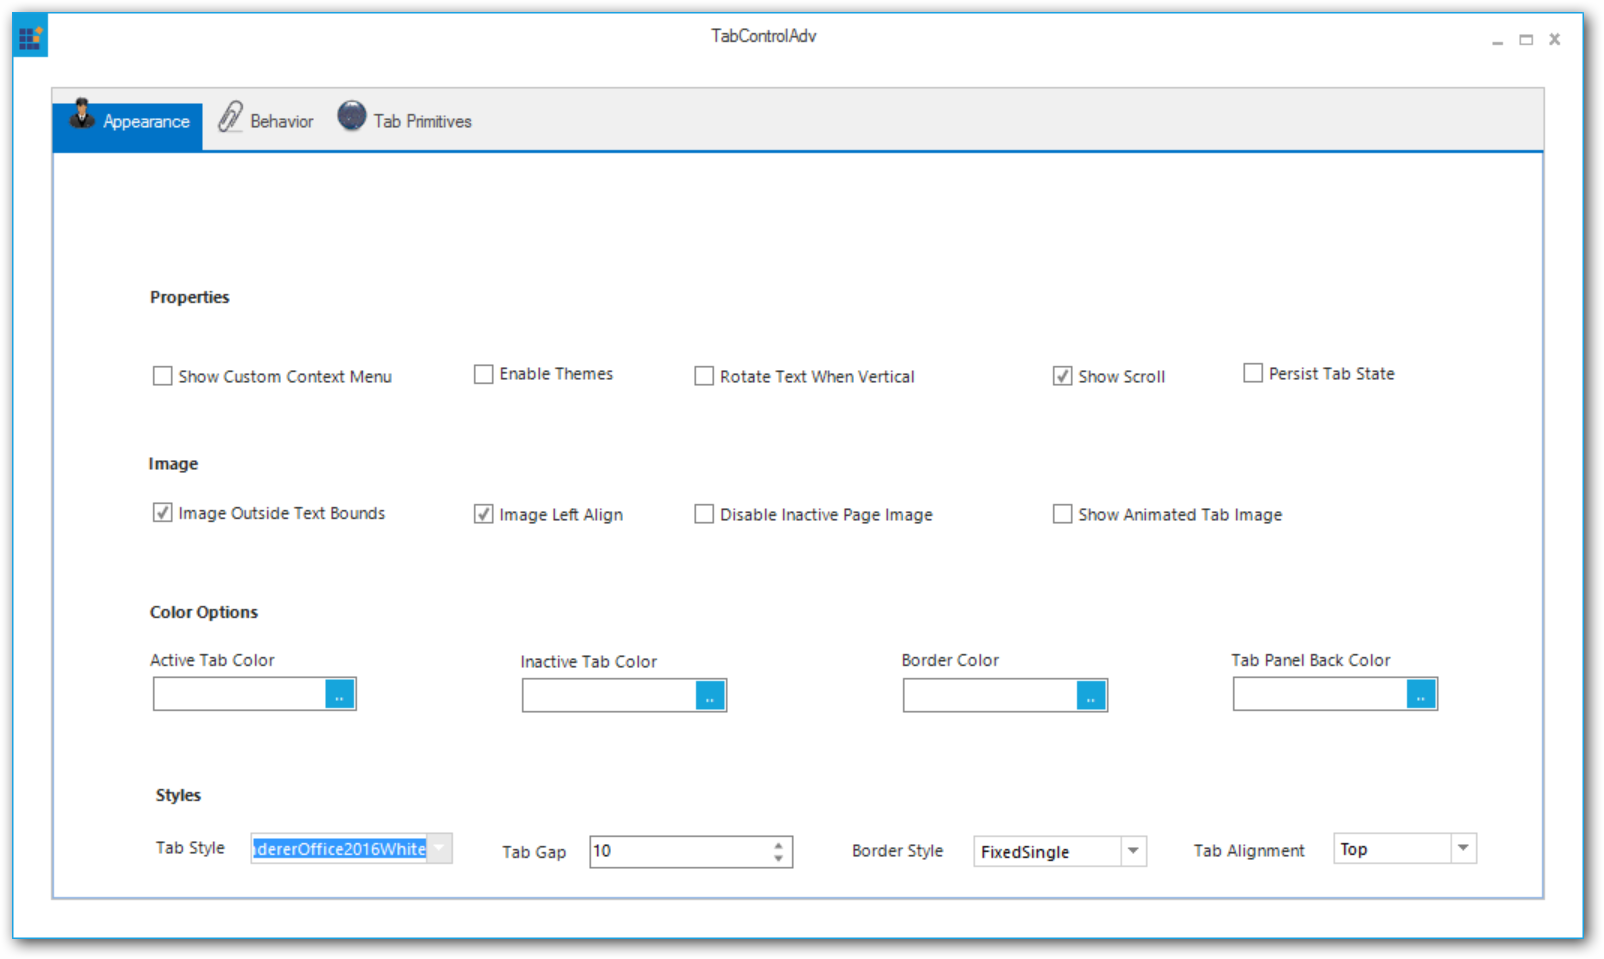 TabControlAdv
Appearance Behavior Tab Primitives
Properties
Show Custom Context Menu Enable Themes Rotate Text When Vertical Show Scroll Persist Tab State
Image
Image Outside Text Bounds Image Left Align Disable Inactive Page Image Show Animated Tab Image
Color Options
Active Tab Color Inactive Tab Color Border Color Tab Panel Back Color
.. .. .. ..
Styles
Tab Style ndererOffice2016White Tab Gap 10 Border Style FixedSingle Tab Alignment Top